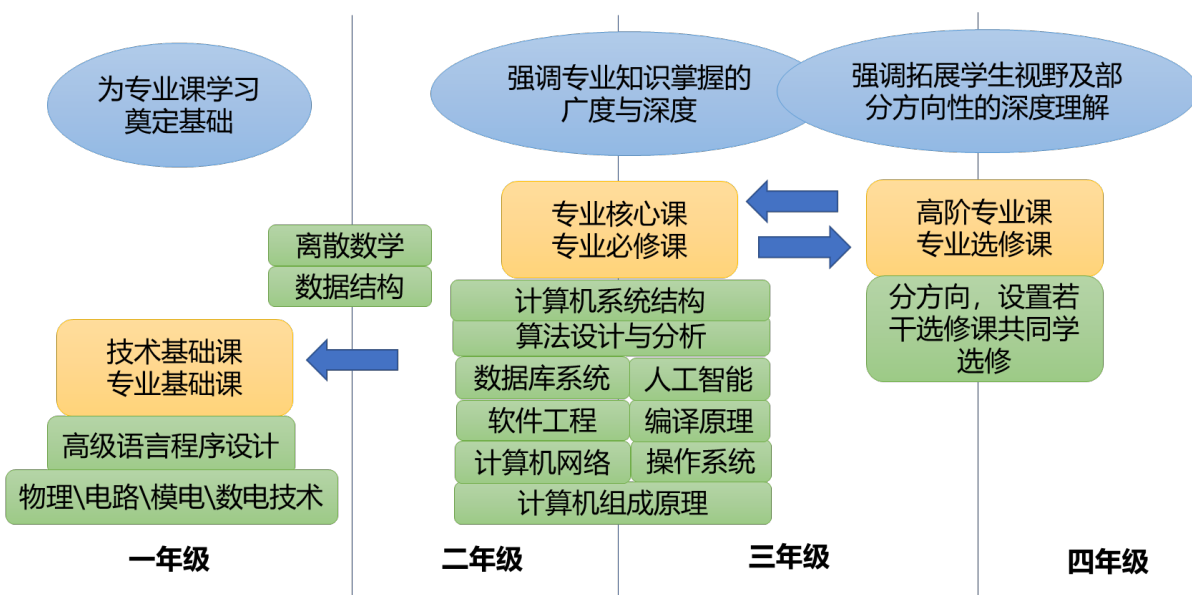 为专业课学习
奠定基础
强调专业知识掌握的
广度与深度
强调拓展学生视野及部
分方向性的深度理解
离散数学
数据结构
技术基础课
专业基础课
高级语言程序设计
物理\电路\模电\数电技术
专业核心课
专业必修课
计算机系统结构
算法设计与分析
数据库系统
人工智能
软件工程
编译原理
计算机网络
操作系统
计算机组成原理
高阶专业课
专业选修课
分方向，设置若
干选修课共同学
选修
一年级
二年级
三年级
四年级